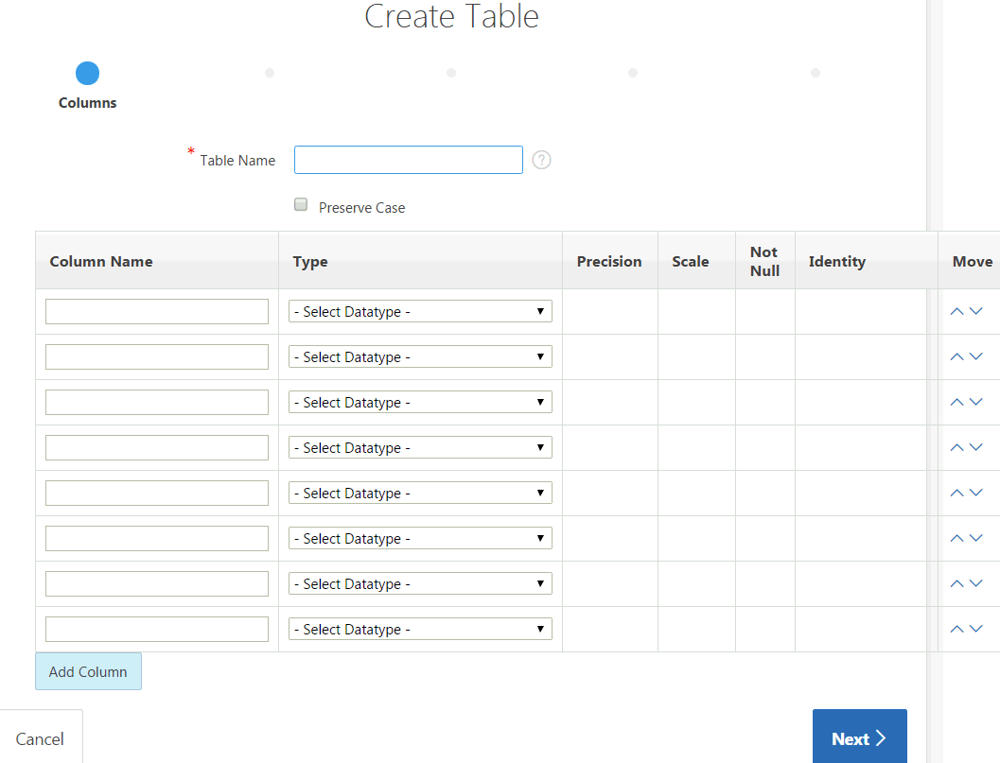 Create Table
Columns
* Table Name
?
Preserve Case
Column Name Type Precision Scale Not Null Identity Move
- Select Datatype -
- Select Datatype -
- Select Datatype -
- Select Datatype -
- Select Datatype -
- Select Datatype -
- Select Datatype -
- Select Datatype -
Add Column
Cancel
Next